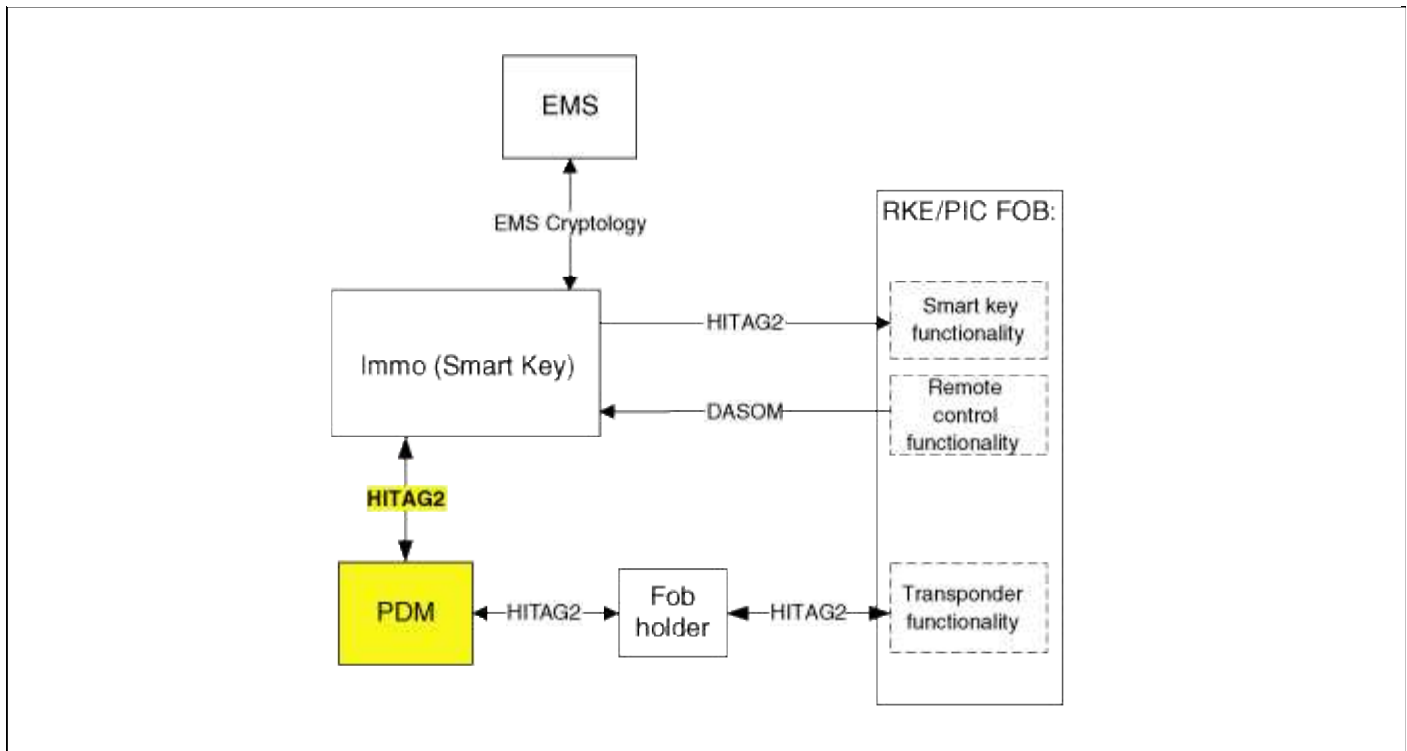 EMS
EMS Cryptology
RKE/PIC FOB:
Immo (Smart Key)
HITAG2
Smart key
functionality
DASOM
Remote
control
functionality
HITAG2
PDM
HITAG2
Fob
holder
HITAG2
Transponder
functionality